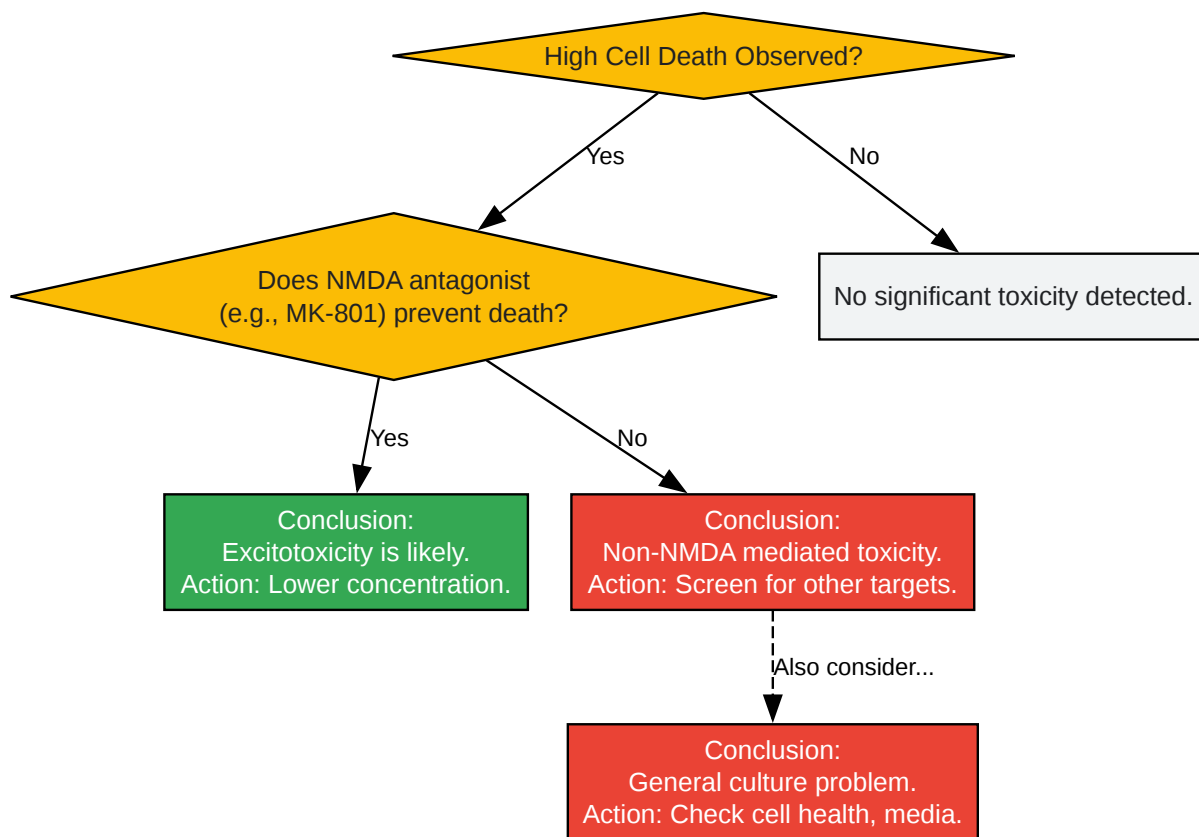 High Cell Death Observed?
Yes
No
Does NMDA antagonist
(e.g., MK-801) prevent death?
No significant toxicity detected.
Yes
No
Conclusion:
Excitotoxicity is likely.
Action: Lower concentration.
Conclusion:
Non-NMDA mediated toxicity.
Action: Screen for other targets.
Also consider...
Conclusion:
General culture problem.
Action: Check cell health, media.